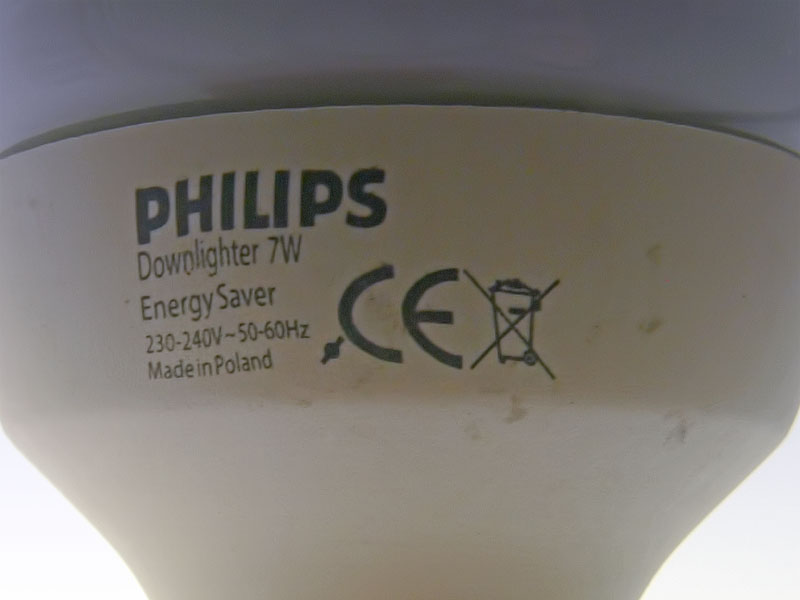 PHILIPS
Downlighter 7W
Energy Saver
230-240V~50-60Hz
Made in Poland
CE